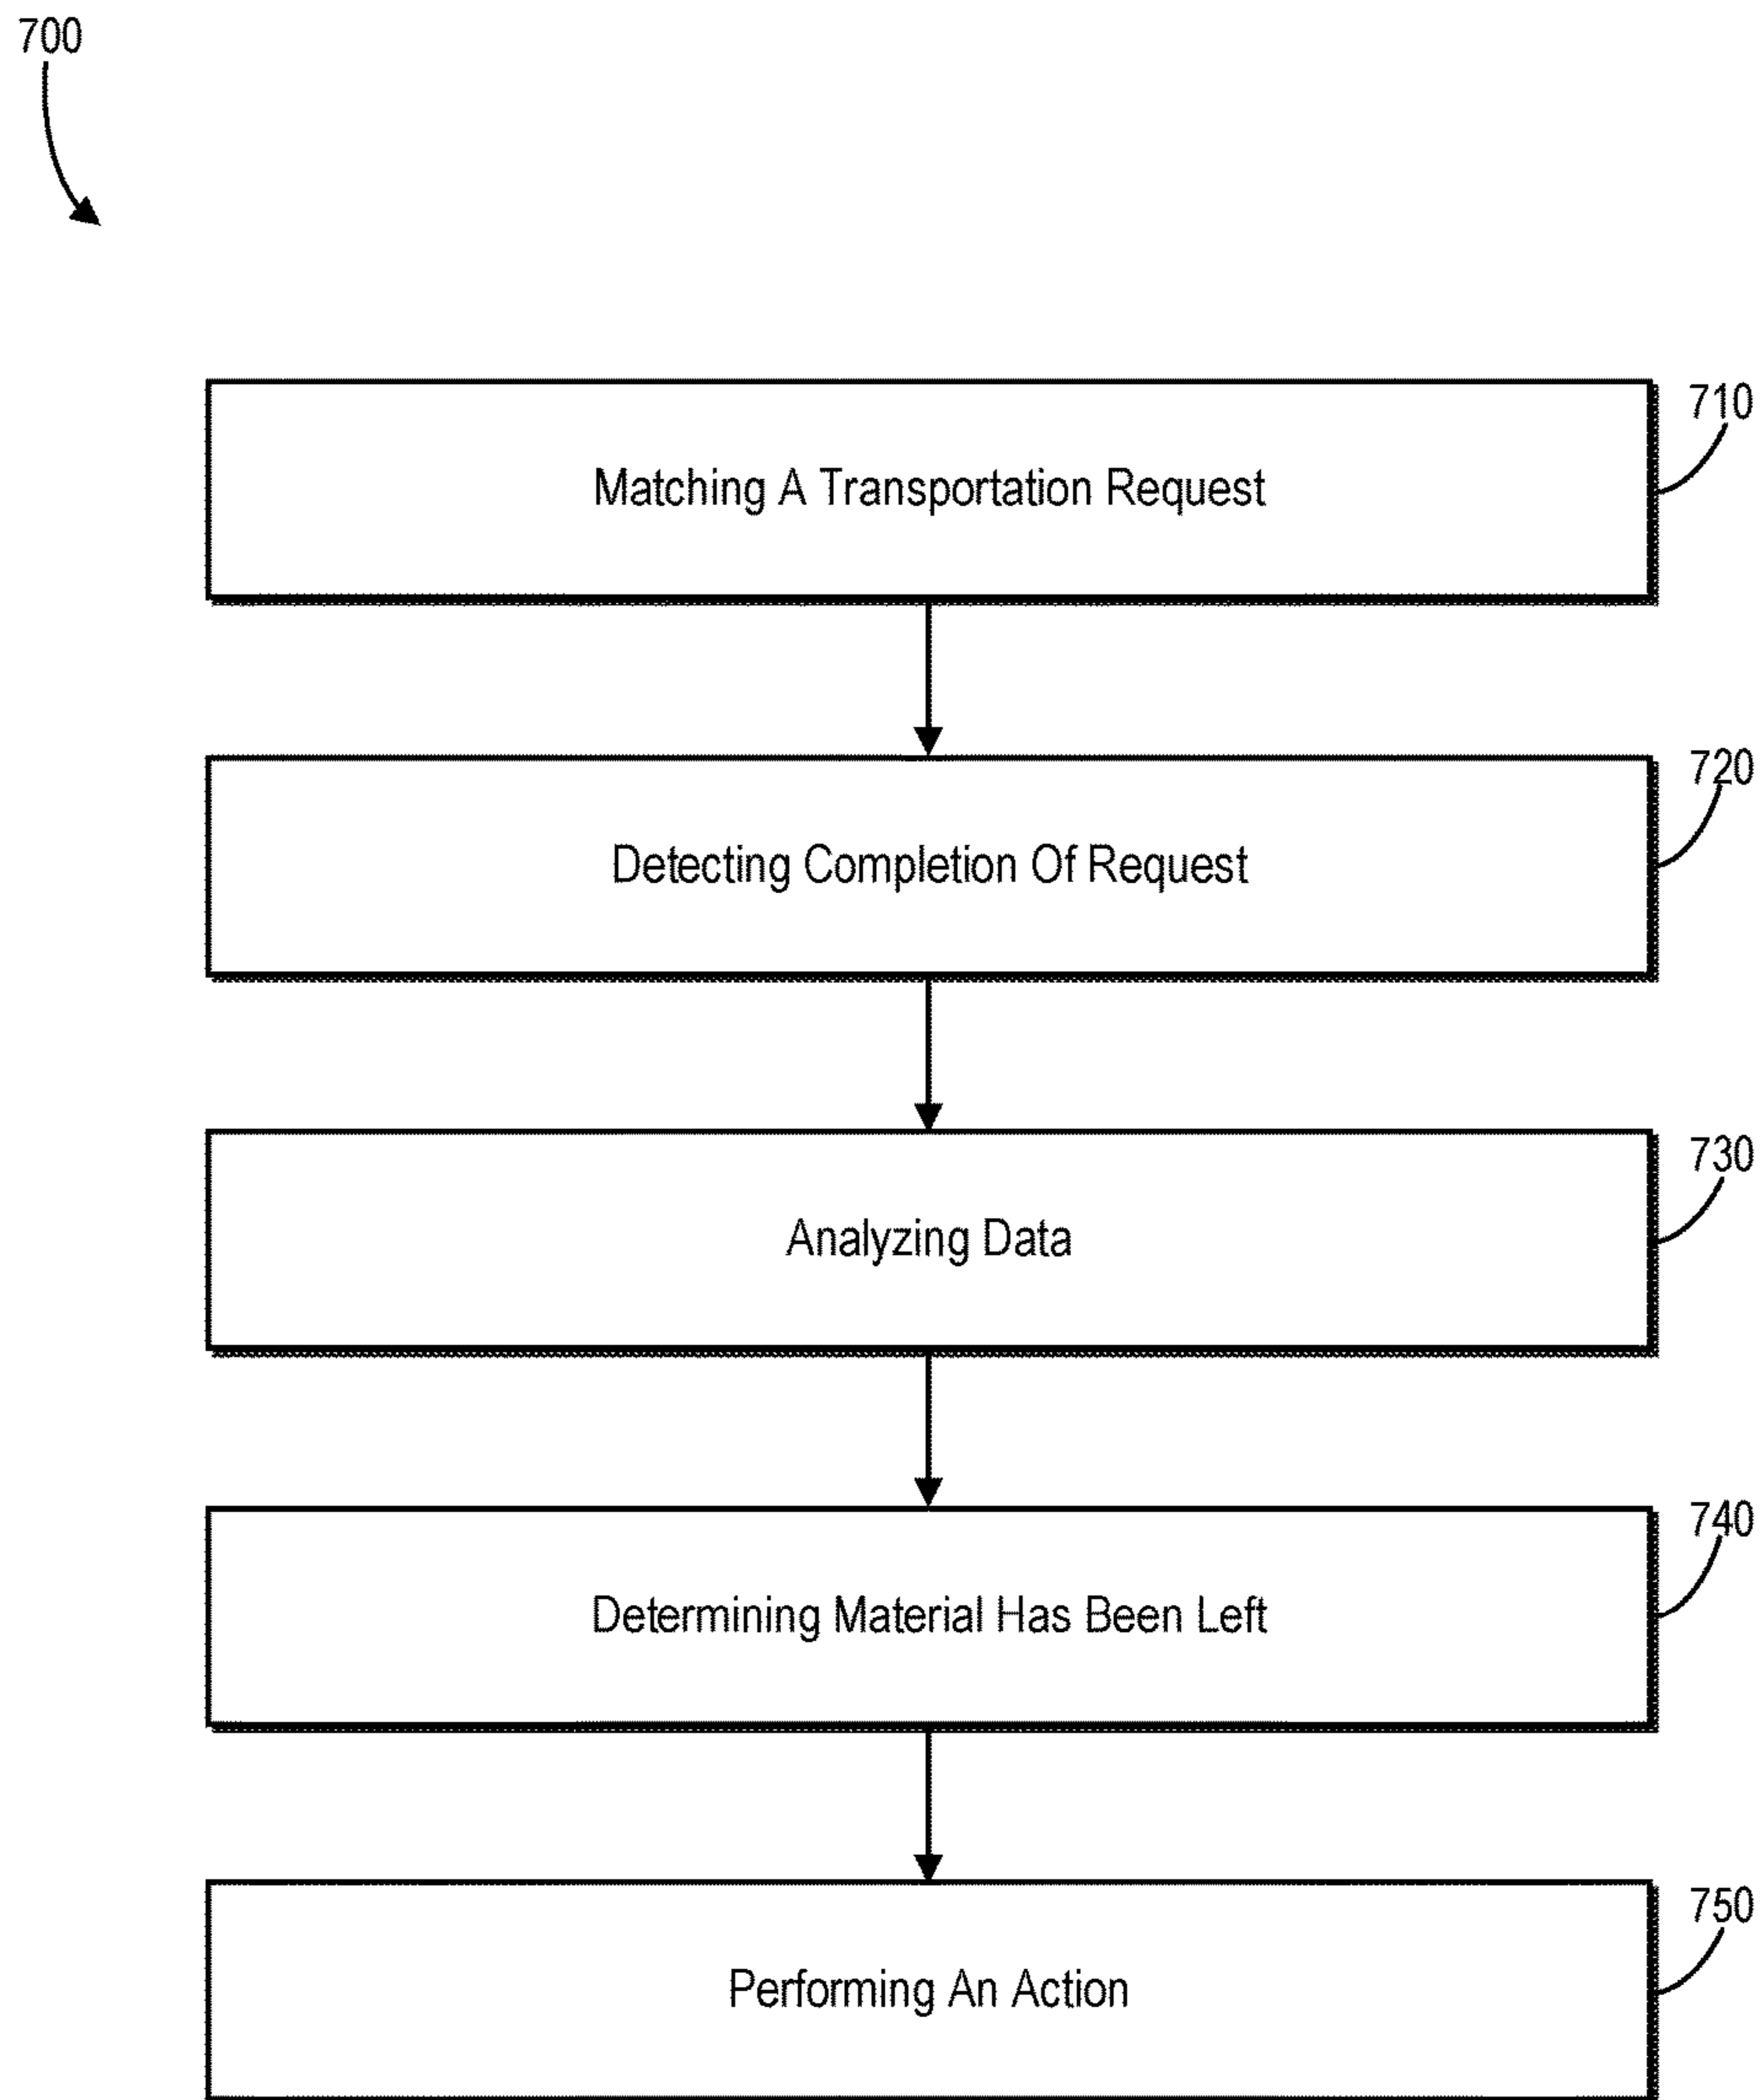 700
710
Matching A Transportation Request
720
Detecting Completion Of Request
730
Analyzing Data
740
Determining Material Has Been Left
750
Performing An Action